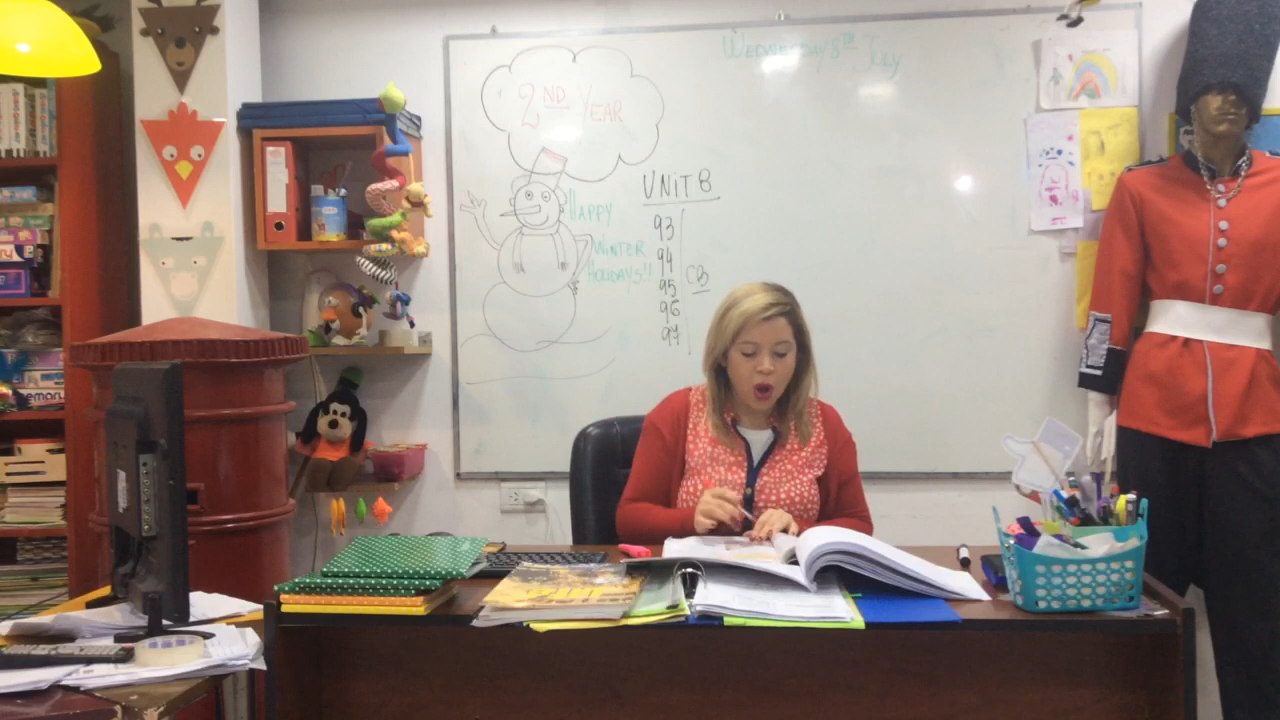 WEDNESDAY 8TH JULY
2ND YEAR
HAPPY
WINTER
HOLIDAYS!!
UNIT 8
93
94
95
96
97
CB